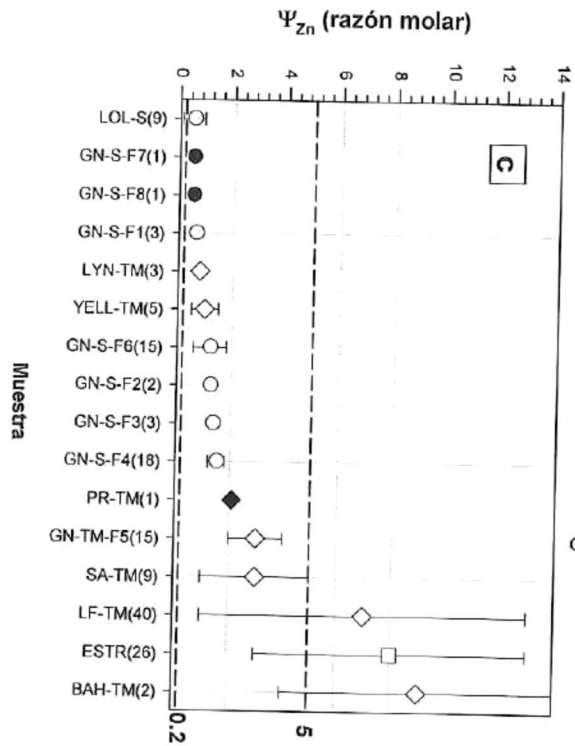 Ψ_Zn (razón molar)
0 2 4 6 8 10 12 14
C
LOL-S(9)
GN-S-F7(1)
GN-S-F8(1)
GN-S-F1(3)
LYN-TM(3)
YELL-TM(5)
GN-S-F6(15)
GN-S-F2(2)
GN-S-F3(3)
GN-S-F4(18)
PR-TM(1)
GN-TM-F5(15)
SA-TM(9)
LF-TM(40)
ESTR(26)
BAH-TM(2)
Muestra
0.2
5